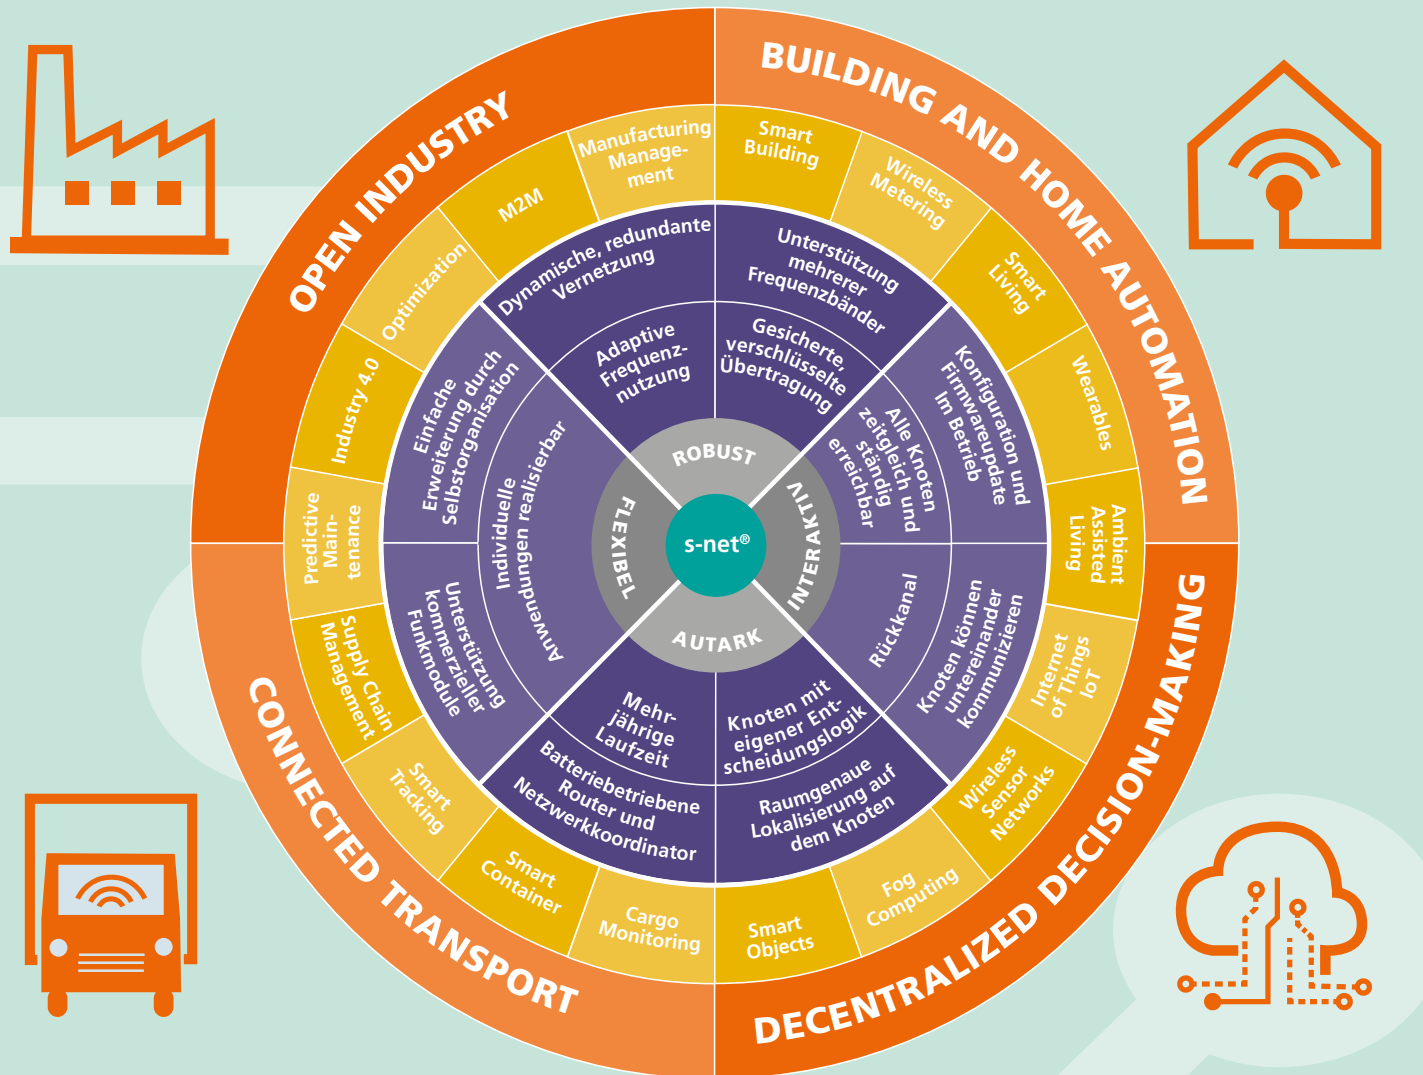 OPEN INDUSTRY
BUILDING AND HOME AUTOMATION
DECENTRALIZED DECISION-MAKING
CONNECTED TRANSPORT
Manufacturing
Manage-
ment
Smart
Building
Wireless
Metering
Smart
Living
Wearables
Ambient
Assisted
Living
Internet
of Things
IoT
Wireless
Sensor
Networks
Fog
Computing
Smart
Objects
Cargo
Monitoring
Smart
Container
Smart
Tracking
Supply Chain
Management
Predictive
Main-
tenance
Industry 4.0
Optimization
M2M
Dynamische, redundante
Vernetzung
Adaptive
Frequenz-
nutzung
Unterstützung
mehrerer
Frequenzbänder
Gesicherte,
verschlüsselte
Übertragung
Konfiguration und
Firmwareupdate
Im Betrieb
Alle Knoten
zeitgleich und
ständig
erreichbar
Rückkanal
Knoten können
untereinander
kommunizieren
Knoten mit
eigener Ent-
scheidungslogik
Raumgenaue
Lokalisierung auf
dem Knoten
Mehr-
jährige
Laufzeit
Batteriebetriebene
Router und
Netzwerkkoordinator
Unterstützung
kommerzieller
Funkmodule
Individuelle
Anwendungen realisierbar
Einfache
Erweiterung durch
Selbstorganisation
ROBUST
INTERAKTIV
AUTARK
FLEXIBEL
s-net®